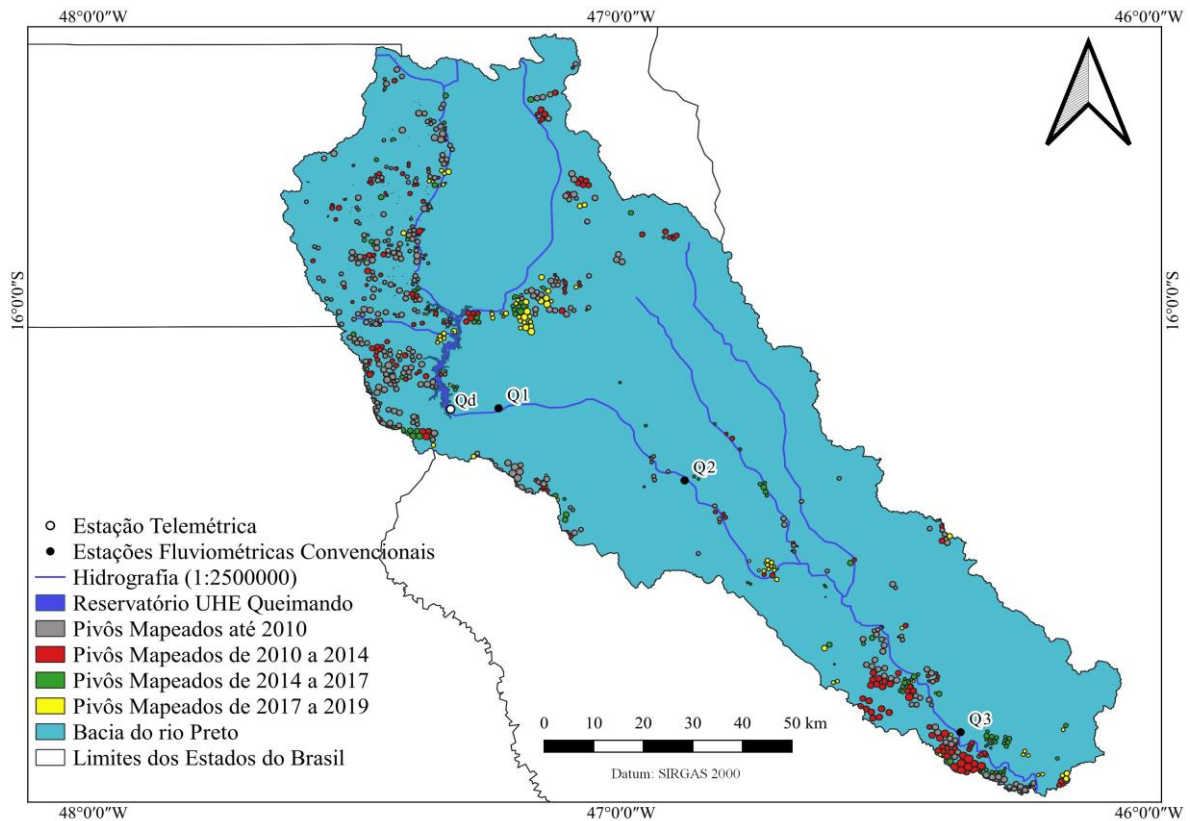 48°0'0"W 47°0'0"W 46°0'0"W
16°0'0"S 16°0'0"S
Qd Q1
Q2
Q3
Estação Telemétrica
Estações Fluviométricas Convencionais
Hidrografia (1:2500000)
Reservatório UHE Queimando
Pivôs Mapeados até 2010
Pivôs Mapeados de 2010 a 2014
Pivôs Mapeados de 2014 a 2017
Pivôs Mapeados de 2017 a 2019
Bacia do rio Preto
Limites dos Estados do Brasil
0 10 20 30 40 50 km
Datum: SIRGAS 2000
48°0'0"W 47°0'0"W 46°0'0"W